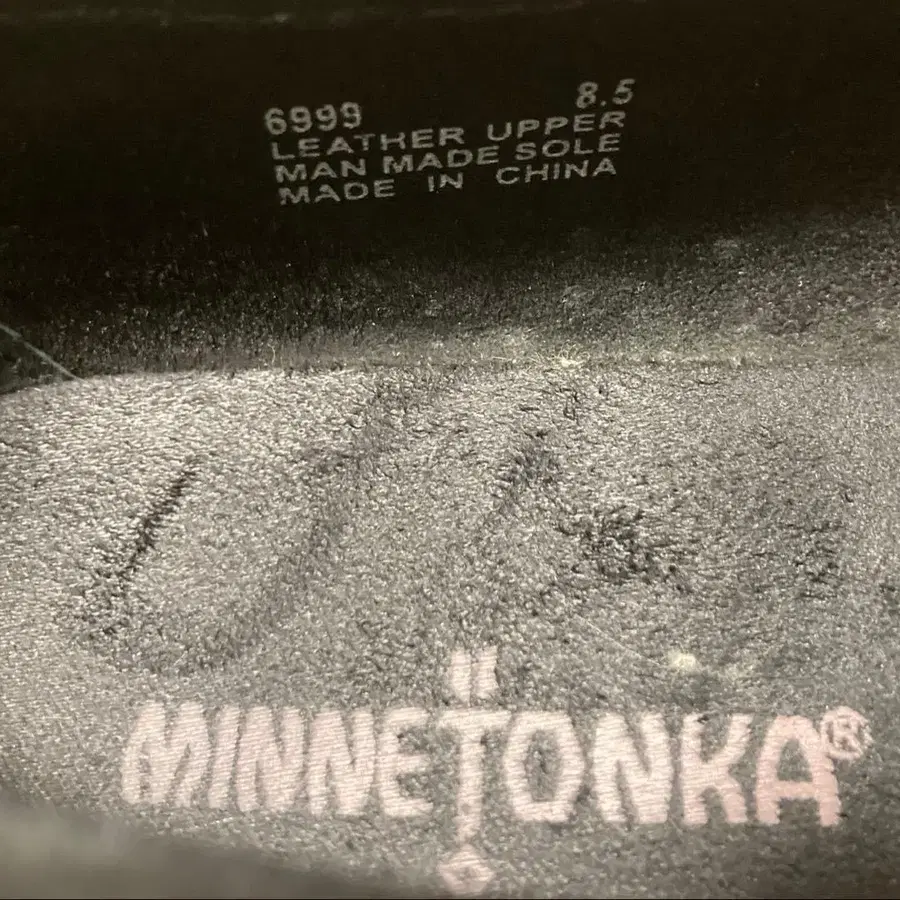 6999 8.5
LEATHER UPPER
MAN MADE SOLE
MADE IN CHINA
MINNETONKA®